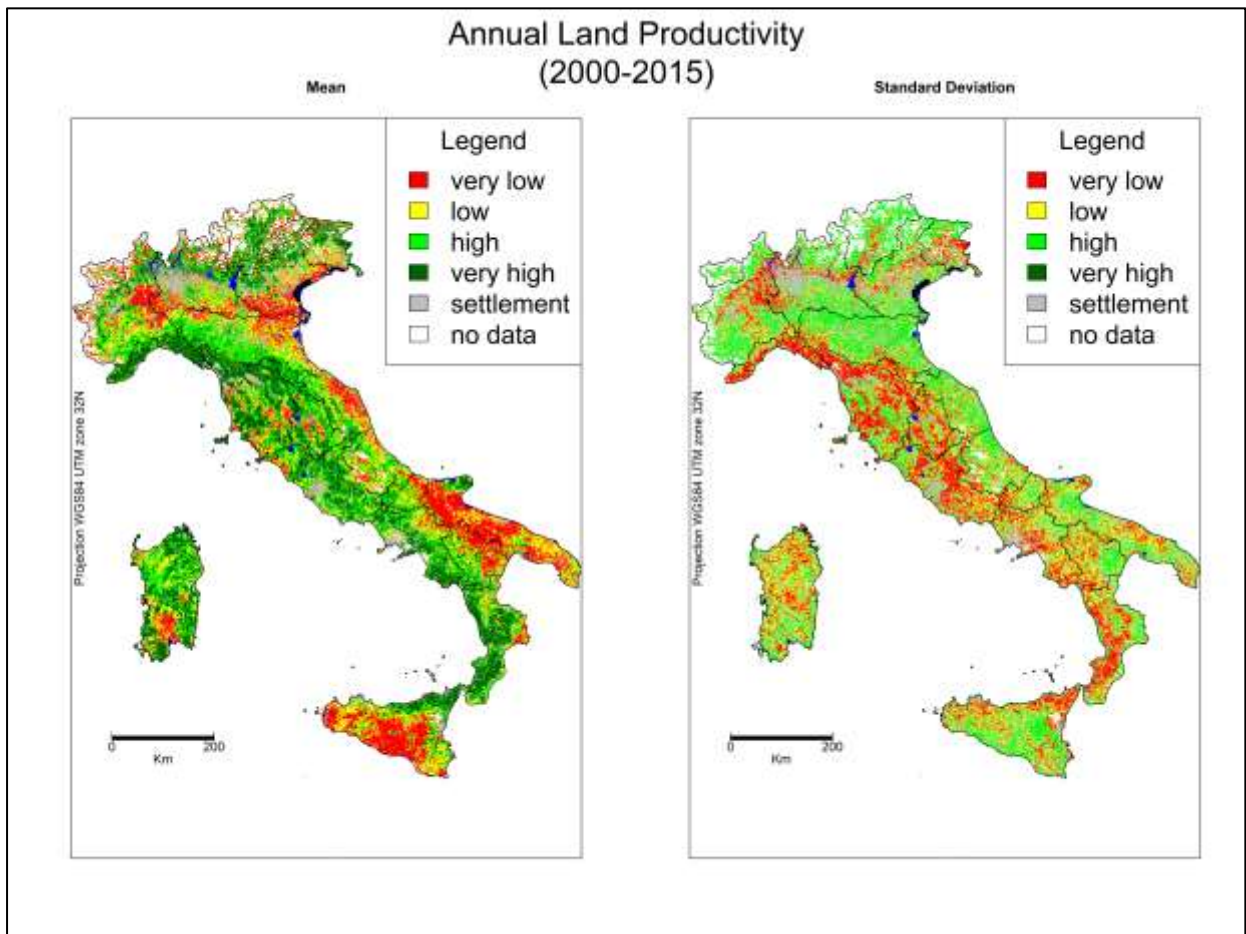 Annual Land Productivity
(2000-2015)
Mean
Standard Deviation
Legend
very low
low
high
very high
settlement
no data
Projection WGS84 UTM zone 32N
0 200
Km
Legend
very low
low
high
very high
settlement
no data
Projection WGS84 UTM zone 32N
0 200
Km